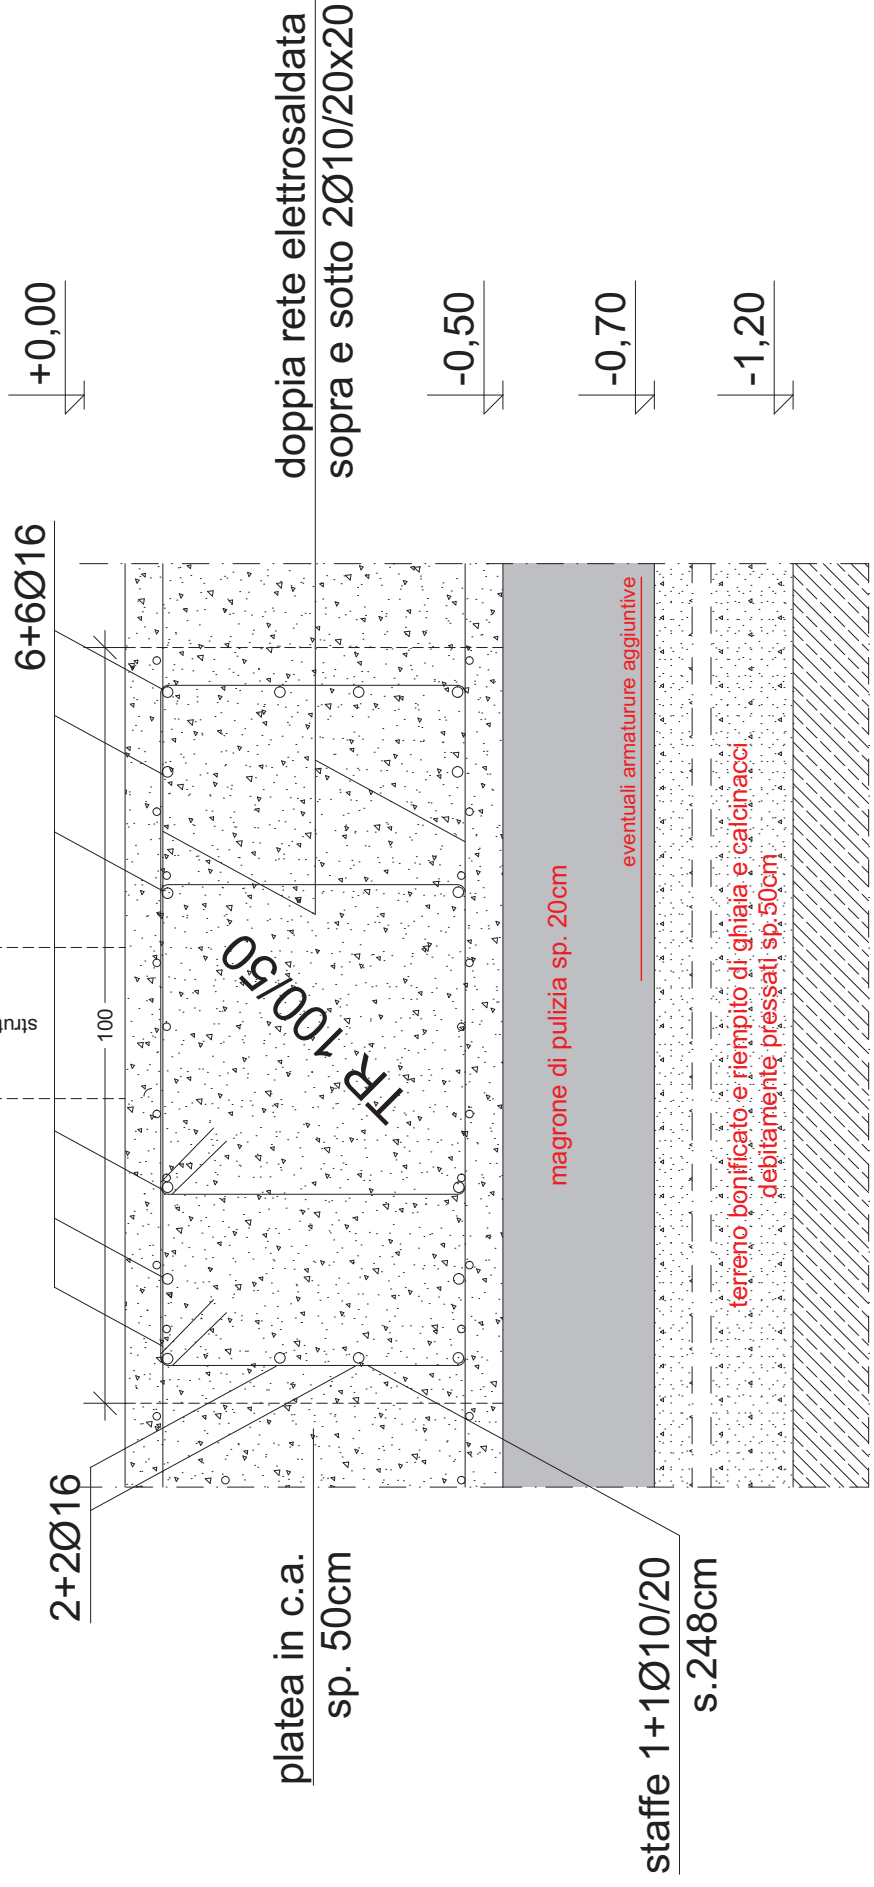 +0,00
6+6Ø16
doppia rete elettrosaldata
sopra e sotto 2Ø10/20x20
-0,50
-0,70
-1,20
100
TR 100/50
2+2Ø16
platea in c.a.
sp. 50cm
staffe 1+1Ø10/20
s.248cm
magrone di pulizia sp. 20cm
eventuali armaturure aggiuntive
terreno bonificato e riempito di ghiaia e calcinacci
debitamente pressati sp.50cm